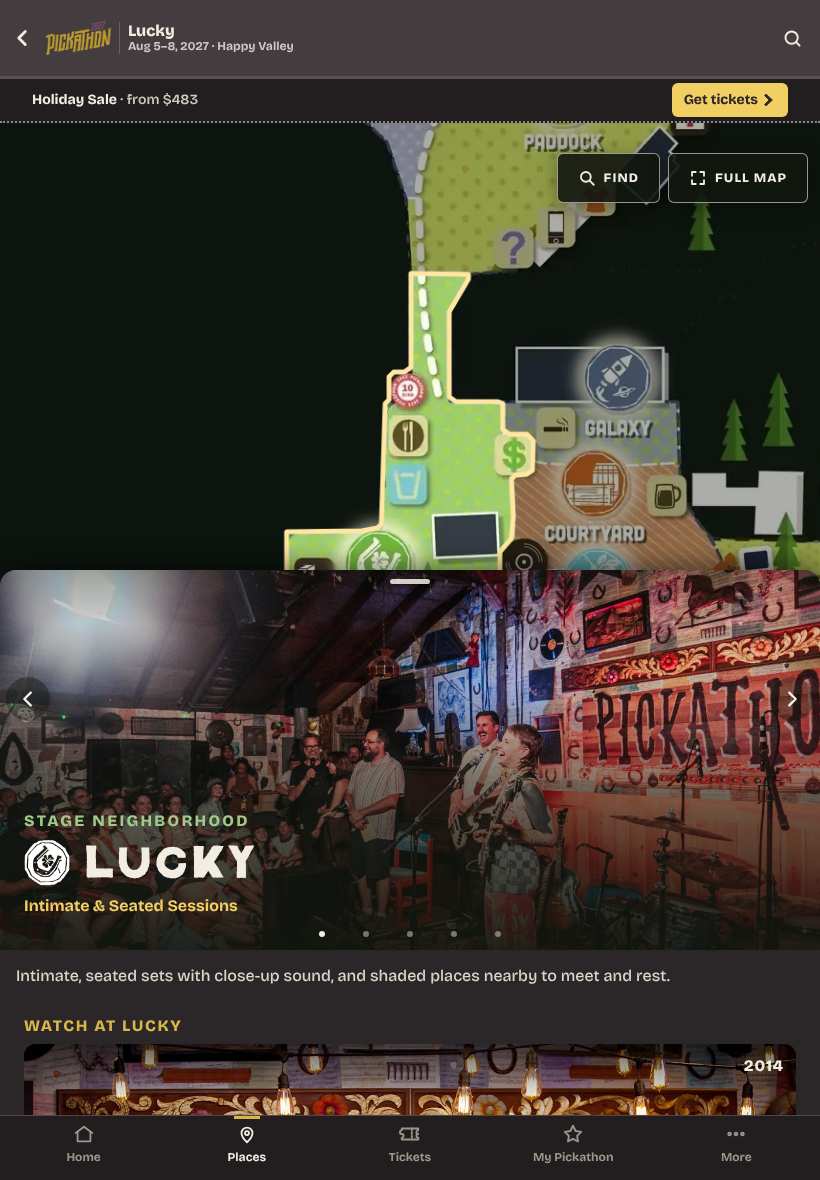 PICKATHON
Lucky
Aug 5–8, 2027 · Happy Valley
Holiday Sale · from $483
Get tickets
PADDOCK
FIND
FULL MAP
?
10
GALAXY
$
COURTYARD
PICKATHO
STAGE NEIGHBORHOOD
LUCKY
Intimate & Seated Sessions
Intimate, seated sets with close-up sound, and shaded places nearby to meet and rest.
WATCH AT LUCKY
2014
Home
Places
Tickets
My Pickathon
More